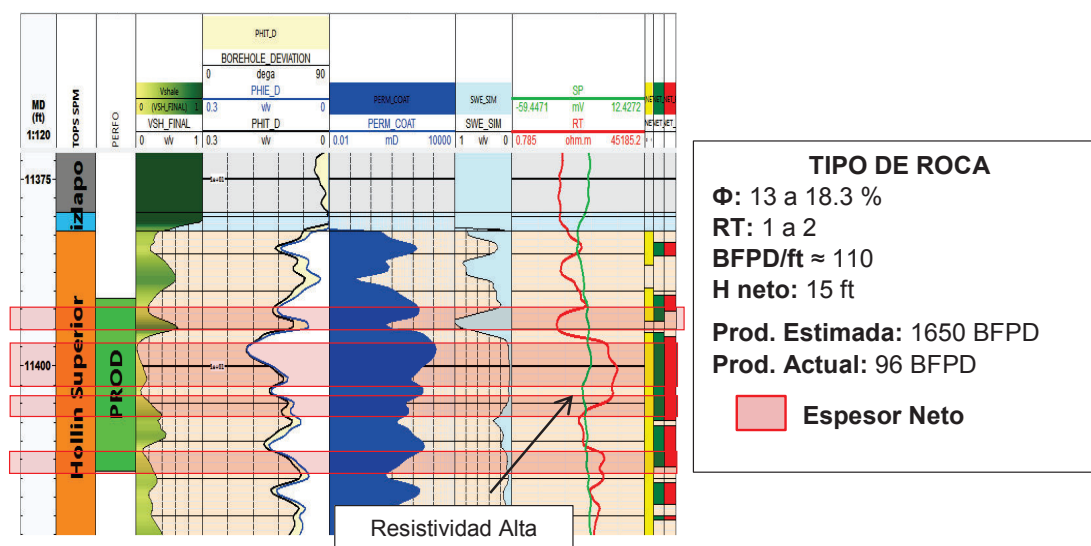 PHIT_D
BOREHOLE_DEVIATION
0 dega 90
Vshale
0 (VSH_FINAL) 1
VSH_FINAL
0 v/v 1
PHIE_D
0.3 v/v 0
PHIT_D
0.3 v/v 0
PERM_COAT
PERM_COAT
0.01 mD 10000
SWE_SIM
SWE_SIM
1 v/v 0
SP
-59.4471 mV 12.4272
RT
0.785 ohm.m 45185.2
MD
(ft)
1:120
TOPS SPM
PERFO
11375
11400
izlapo
Hollin Superior
PROD
Resistividad Alta
TIPO DE ROCA
Φ: 13 a 18.3 %
RT: 1 a 2
BFPD/ft ≈ 110
H neto: 15 ft
Prod. Estimada: 1650 BFPD
Prod. Actual: 96 BFPD
Espesor Neto